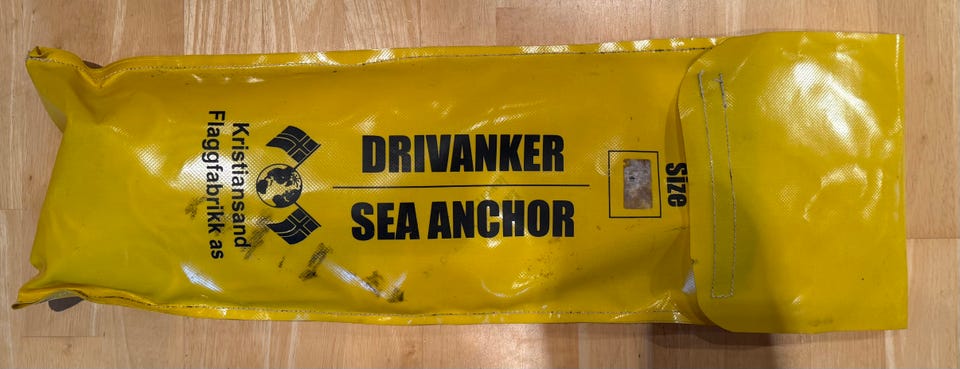 Kristiansand
Flaggfabrikk as
DRIVANKER
SEA ANCHOR
Size